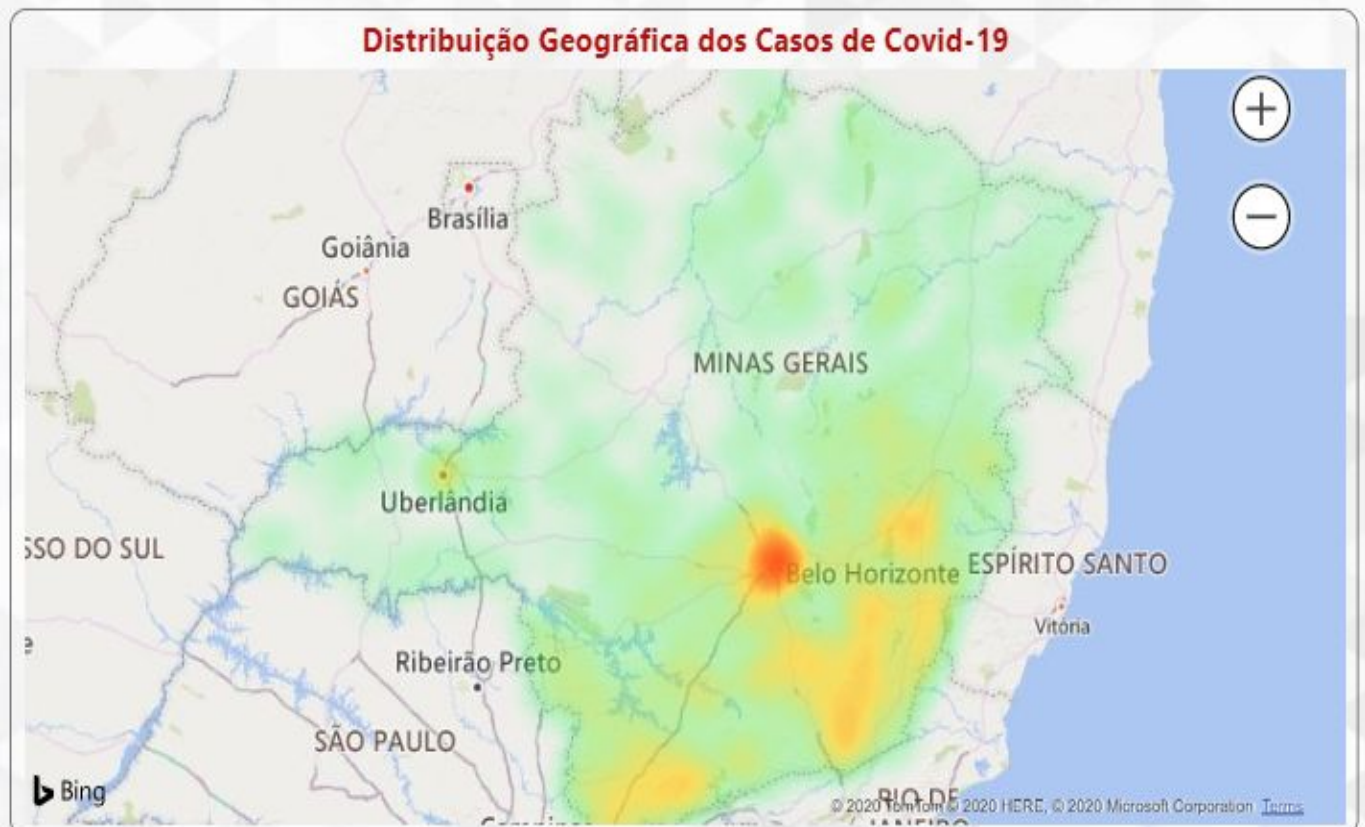 Distribuição Geográfica dos Casos de Covid-19
+
Brasília
−
Goiânia
GOIÁS
MINAS GERAIS
Uberlândia
SSO DO SUL
Belo Horizonte
ESPÍRITO SANTO
Vitória
Ribeirão Preto
SÃO PAULO
Bing
RIO DE
© 2020 TomTom © 2020 HERE, © 2020 Microsoft Corporation Terms
JANEIRO